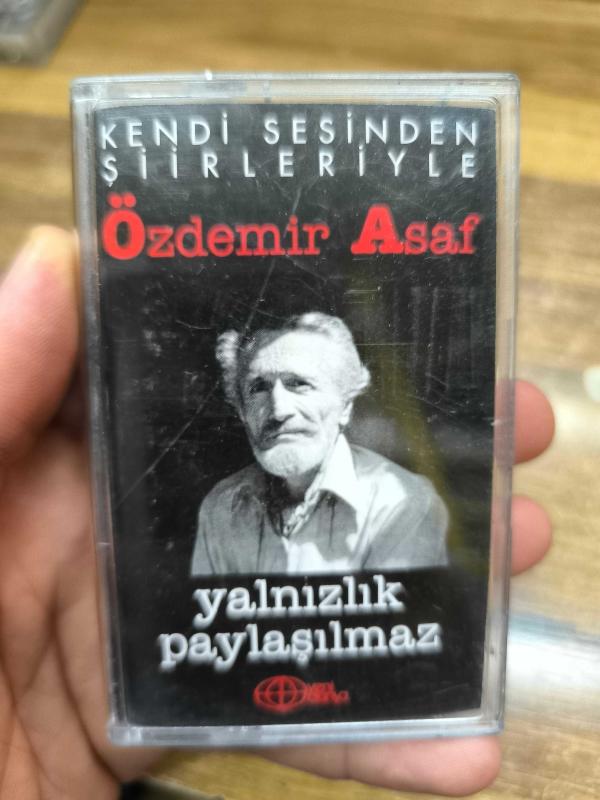 KENDİ SESİNDEN
ŞİİRLERİYLE
Özdemir Asaf
yalnızlık
paylaşılmaz